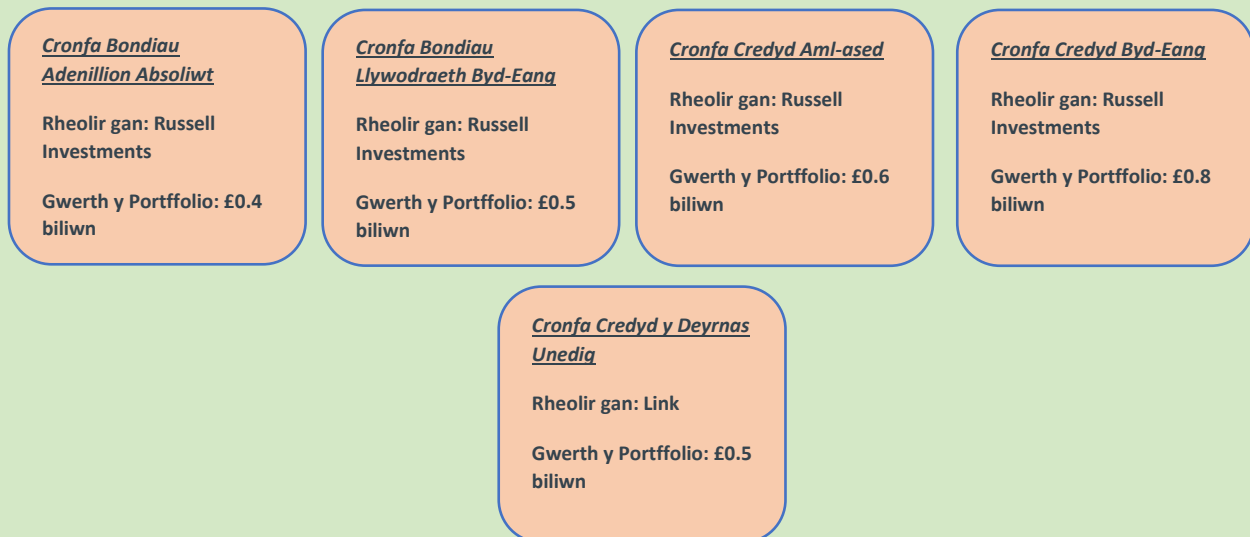 Cronfa Bondiau
Adenillion Absoliwt
Rheolir gan: Russell
Investments
Gwerth y Portffolio: £0.4
biliwn
Cronfa Bondiau
Llywodraeth Byd-Eang
Rheolir gan: Russell
Investments
Gwerth y Portffolio: £0.5
biliwn
Cronfa Credyd Aml-ased
Rheolir gan: Russell
Investments
Gwerth y Portffolio: £0.6
biliwn
Cronfa Credyd Byd-Eang
Rheolir gan: Russell
Investments
Gwerth y Portffolio: £0.8
biliwn
Cronfa Credyd y Deyrnas
Unedig
Rheolir gan: Link
Gwerth y Portffolio: £0.5
biliwn